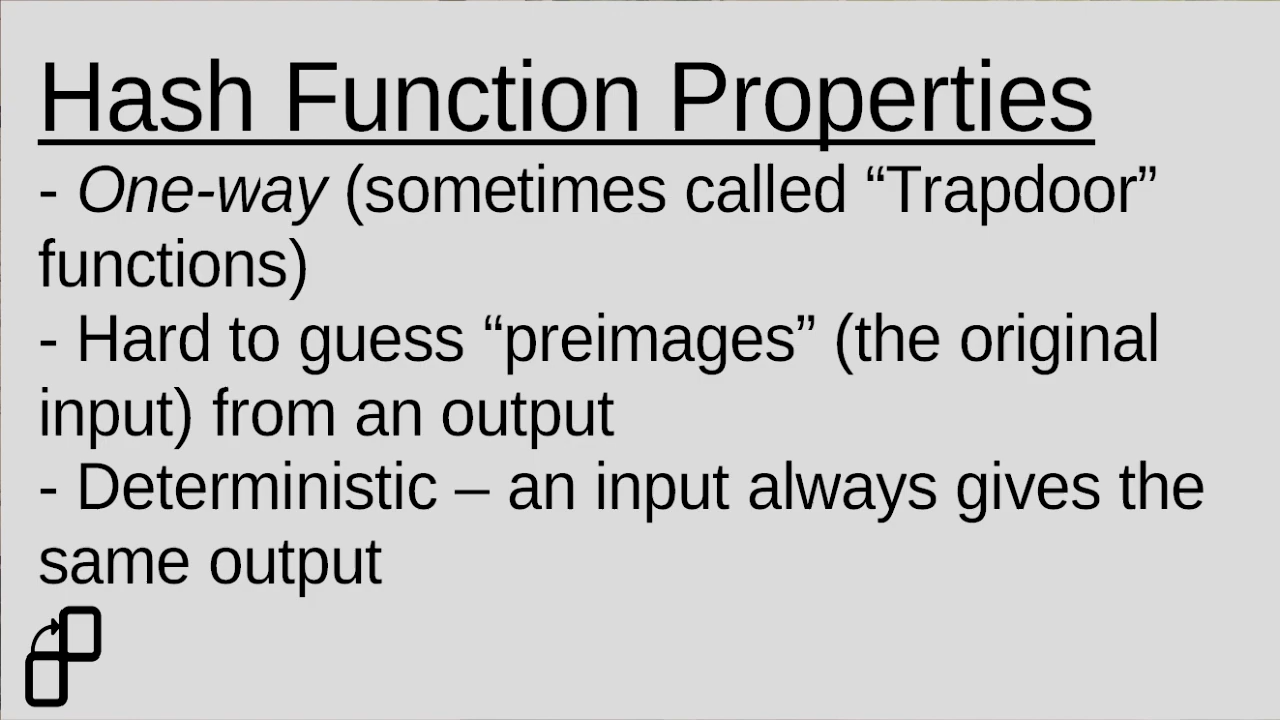 Hash Function Properties
- One-way (sometimes called “Trapdoor”
functions)
- Hard to guess “preimages” (the original
input) from an output
- Deterministic – an input always gives the
same output